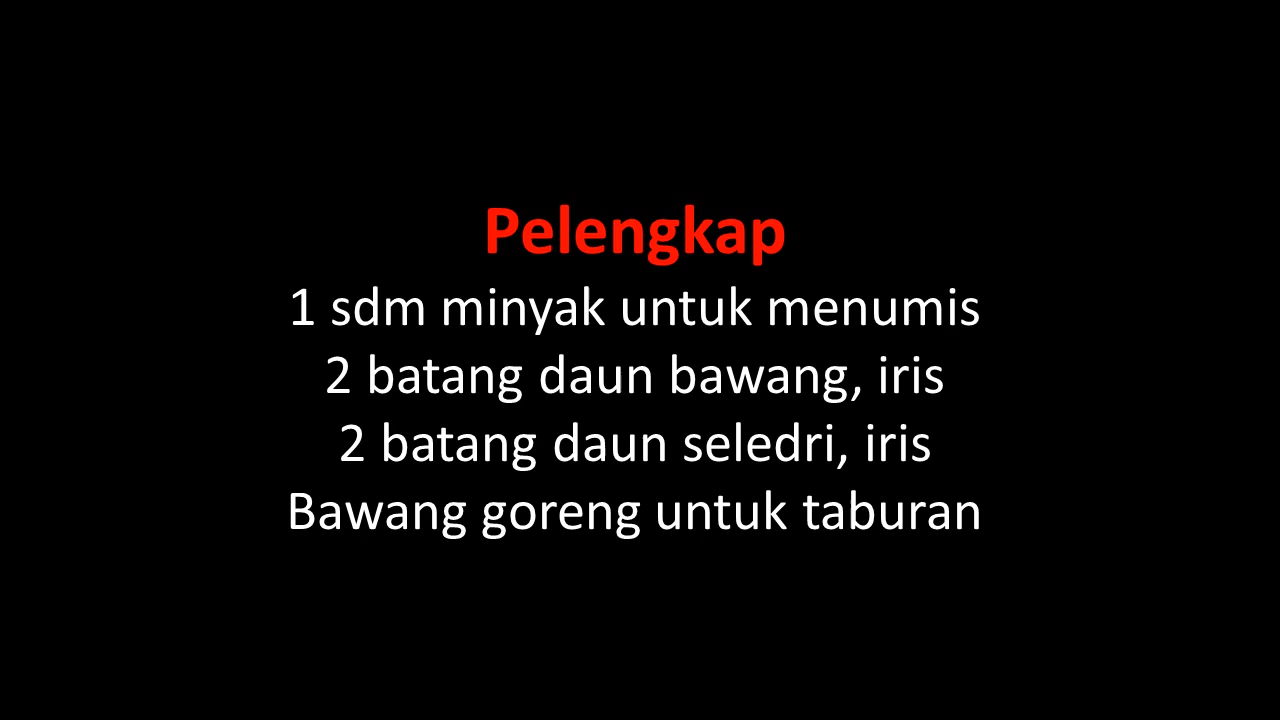 Pelengkap
1 sdm minyak untuk menumis
2 batang daun bawang, iris
2 batang daun seledri, iris
Bawang goreng untuk taburan